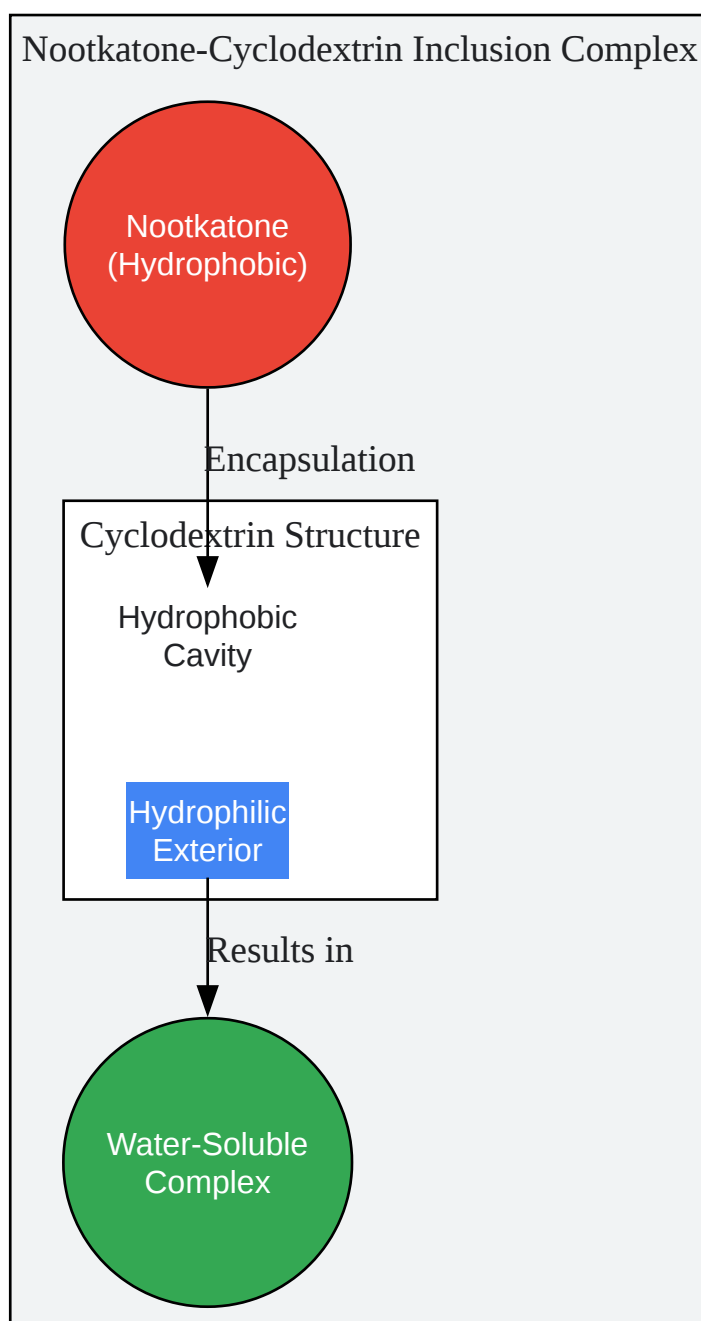 Nootkatone-Cyclodextrin Inclusion Complex
Nootkatone
(Hydrophobic)
Encapsulation
Cyclodextrin Structure
Hydrophobic
Cavity
Hydrophilic
Exterior
Results in
Water-Soluble
Complex